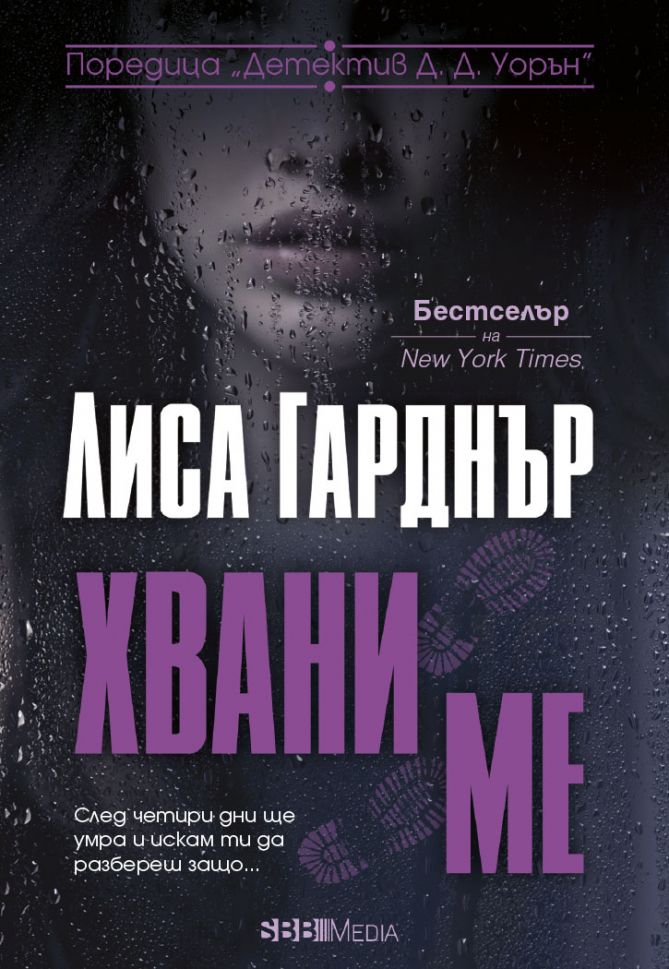 Поредица „Детектив Д. Д. Уорън“
Бестселър
на
New York Times
ЛИСА ГАРДНЪР
ХВАНИ
МЕ
След четири дни ще
умра и искам ти да
разбереш защо...
SBB MEDIA